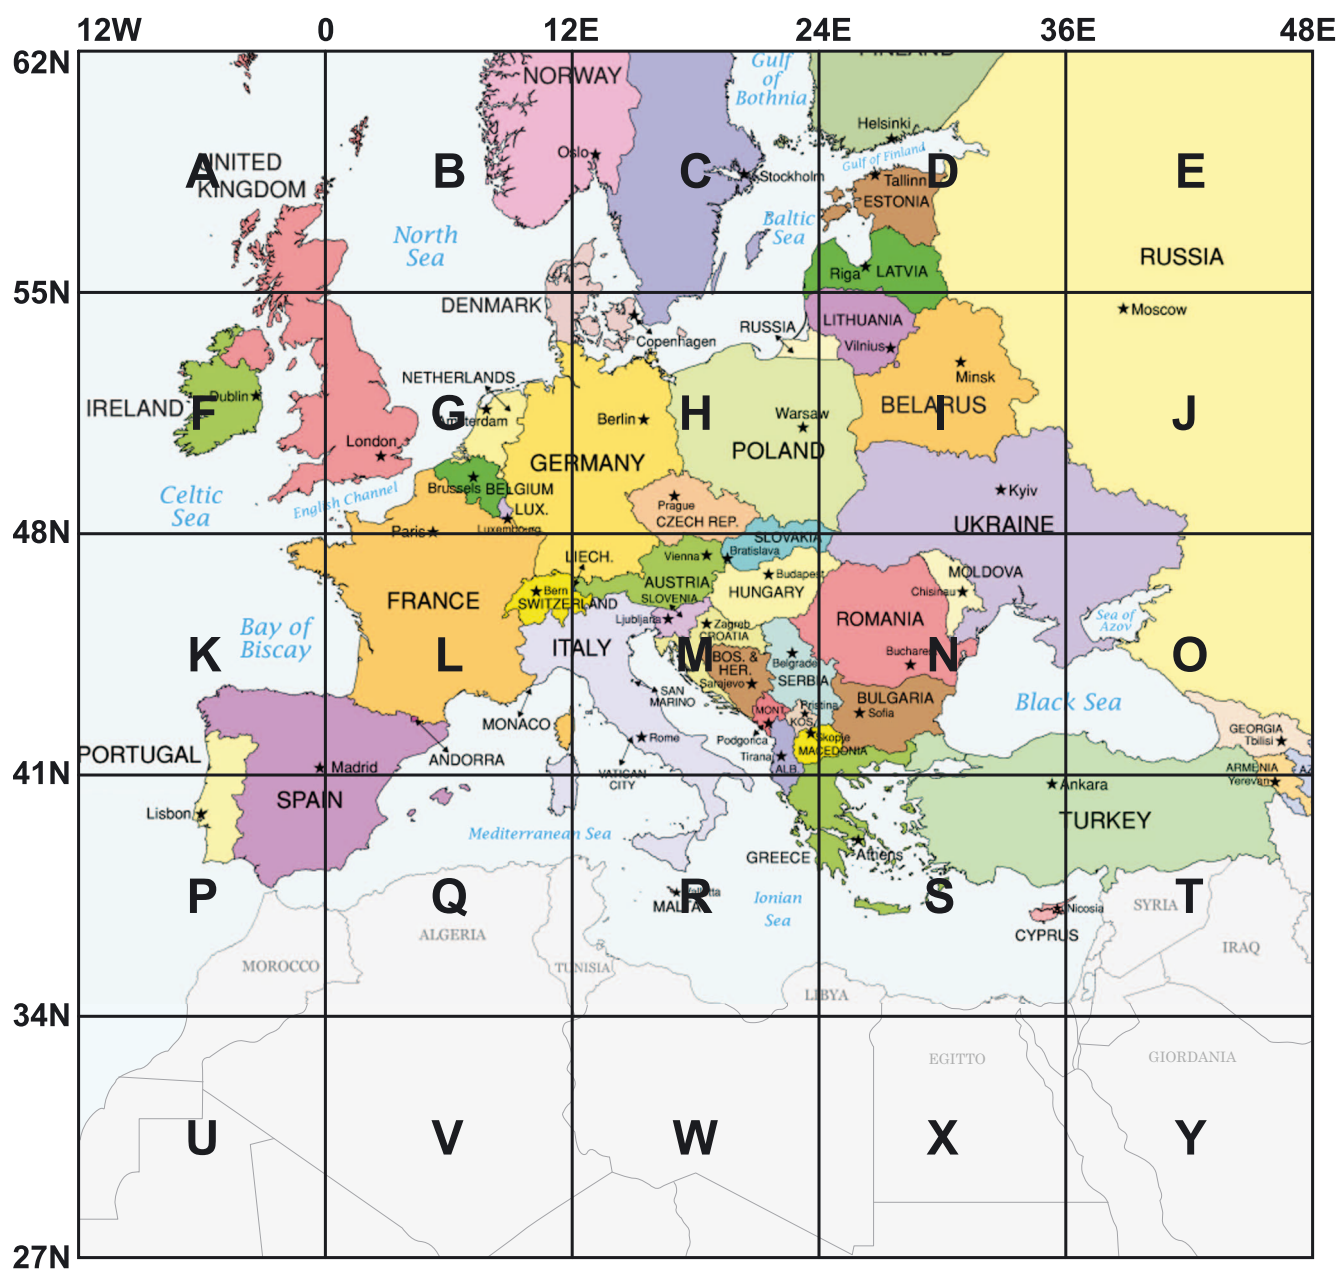 12W 0 12E 24E 36E 48E
62N
NORWAY
Gulf
of
Bothnia
FINLAND
Helsinki
Gulf of Finland
Oslo
A
UNITED
KINGDOM
B
C
Stockholm
D
Tallinn
ESTONIA
E
North
Sea
Baltic
Sea
Riga
LATVIA
RUSSIA
55N
DENMARK
Copenhagen
RUSSIA
LITHUANIA
Vilnius
Moscow
Minsk
NETHERLANDS
Amsterdam
IRELAND
Dublin
F
G
Berlin
H
Warsaw
POLAND
BELARUS
I
J
London
GERMANY
English Channel
Celtic
Sea
Brussels
BELGIUM
LUX.
Luxembourg
Prague
CZECH REP.
Kyiv
UKRAINE
Paris
48N
SLOVAKIA
Bratislava
Vienna
LIECH.
Bern
SWITZERLAND
AUSTRIA
SLOVENIA
Budapest
HUNGARY
MOLDOVA
Chisinau
FRANCE
Ljubljana
Zagreb
CROATIA
ROMANIA
Sea of
Azov
Bay of
Biscay
K
L
ITALY
M
BOS. &
HER.
Sarajevo
Belgrade
SERBIA
Bucharest
N
O
SAN
MARINO
MONT.
Pristina
KOS.
BULGARIA
Sofia
Black Sea
MONACO
ANDORRA
Rome
VATICAN
CITY
Podgorica
Tirana
ALB.
Skopje
MACEDONIA
GEORGIA
Tbilisi
PORTUGAL
41N
Madrid
SPAIN
Lisbon
ARMENIA
Yerevan
AZ
Ankara
TURKEY
Mediterranean Sea
GREECE
Athens
P
Q
Valletta
MALTA
R
Ionian
Sea
S
Nicosia
CYPRUS
SYRIA
T
IRAQ
MOROCCO
ALGERIA
TUNISIA
LIBYA
34N
EGITTO
GIORDANIA
U
V
W
X
Y
27N